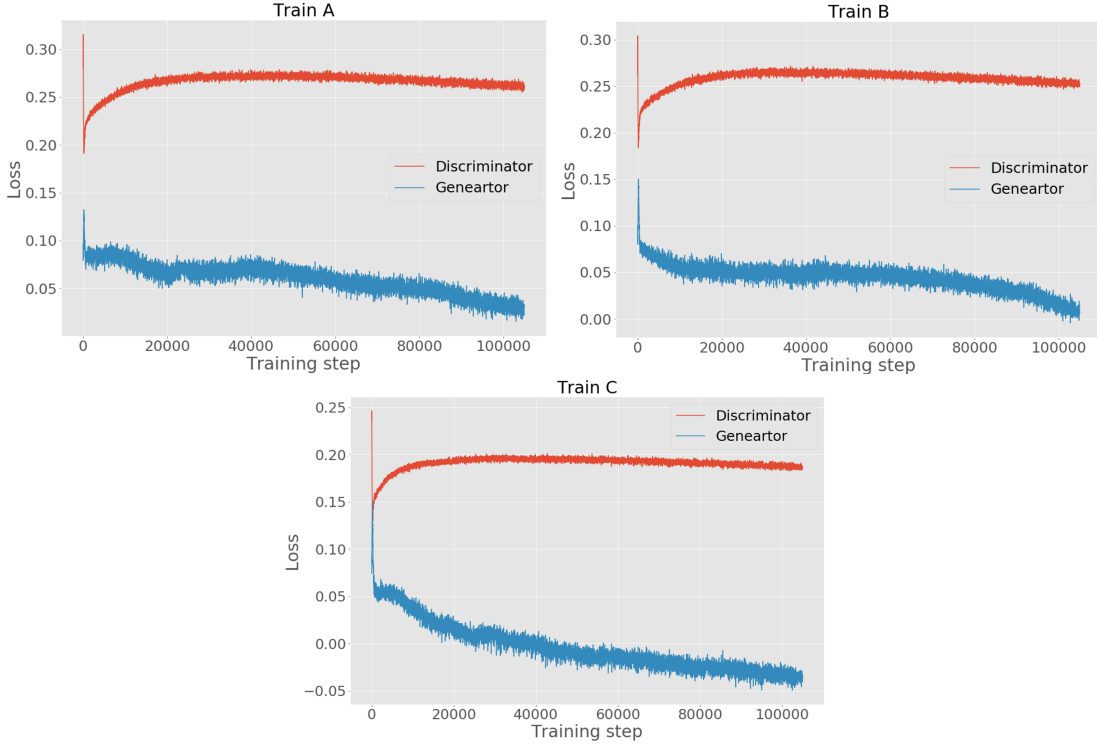 Train A
0.30
0.25
0.20
0.15
0.10
0.05
Loss
Discriminator
Geneartor
0
20000
40000
60000
80000
100000
Training step
Train B
0.30
0.25
0.20
0.15
0.10
0.05
0.00
Loss
Discriminator
Geneartor
0
20000
40000
60000
80000
100000
Training step
Train C
0.25
0.20
0.15
0.10
0.05
0.00
−0.05
Loss
Discriminator
Geneartor
0
20000
40000
60000
80000
100000
Training step